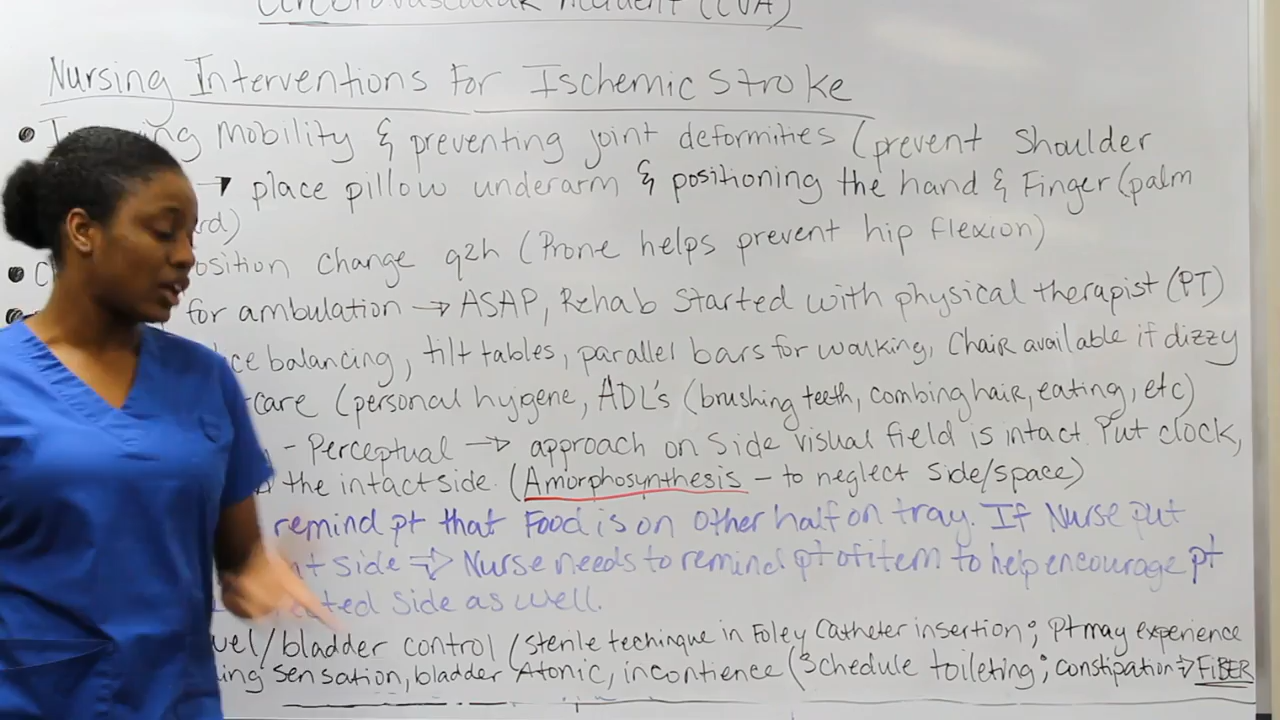 Cerebrovascular Accident (CVA)
Nursing Interventions For Ischemic Stroke
mobility & preventing joint deformities (prevent Shoulder
→ place pillow underarm & positioning the hand & Finger (palm
position change q2h (Prone helps prevent hip flexion)
for ambulation → ASAP, Rehab started with physical therapist (PT)
balancing, tilt tables, parallel bars for walking, Chair available if dizzy
-care (personal hygene, ADL's (brushing teeth, combing hair, eating, etc)
- Perceptual → approach on side visual field is intact. Put clock,
the intact side. (Amorphosynthesis - to neglect side/space)
remind pt that Food is on other half on tray. If Nurse put
side ⇒ Nurse needs to remind pt of item to help encourage pt
side as well.
/bladder control (sterile techinque in Foley Catheter insertion; pt may experience
sensation, bladder Atonic, incontience (Schedule toileting; constipation ⇒ FIBER